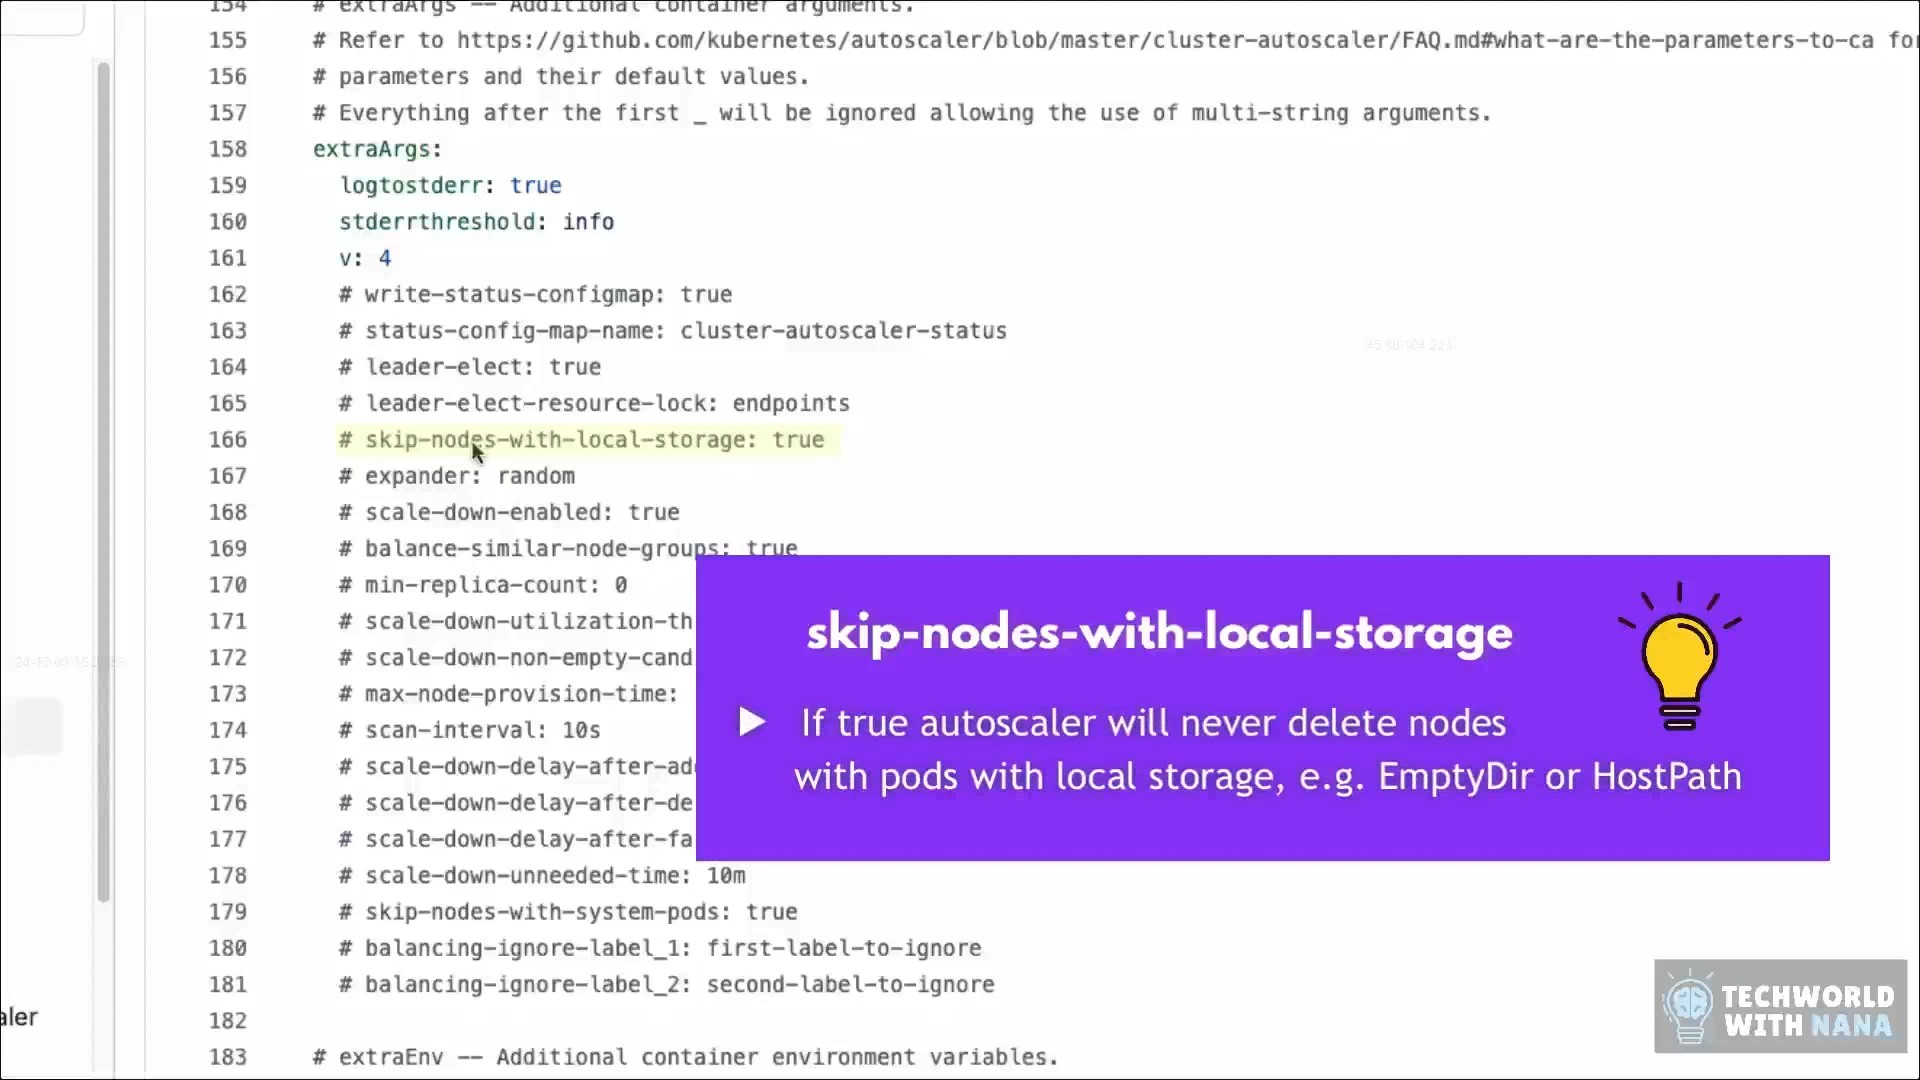 154 # extraArgs -- Additional container arguments.
155 # Refer to https://github.com/kubernetes/autoscaler/blob/master/cluster-autoscaler/FAQ.md#what-are-the-parameters-to-ca for
156 # parameters and their default values.
157 # Everything after the first _ will be ignored allowing the use of multi-string arguments.
158 extraArgs:
159 logtostderr: true
160 stderrthreshold: info
161 v: 4
162 # write-status-configmap: true
163 # status-config-map-name: cluster-autoscaler-status
164 # leader-elect: true
165 # leader-elect-resource-lock: endpoints
166 # skip-nodes-with-local-storage: true
167 # expander: random
168 # scale-down-enabled: true
169 # balance-similar-node-groups: true
170 # min-replica-count: 0
171 # scale-down-utilization-th
172 # scale-down-non-empty-cand
173 # max-node-provision-time:
174 # scan-interval: 10s
175 # scale-down-delay-after-ad
176 # scale-down-delay-after-de
177 # scale-down-delay-after-fa
178 # scale-down-unneeded-time: 10m
179 # skip-nodes-with-system-pods: true
180 # balancing-ignore-label_1: first-label-to-ignore
181 # balancing-ignore-label_2: second-label-to-ignore
182
183 # extraEnv -- Additional container environment variables.
skip-nodes-with-local-storage
If true autoscaler will never delete nodes
with pods with local storage, e.g. EmptyDir or HostPath
aler
TECHWORLD
WITH NANA